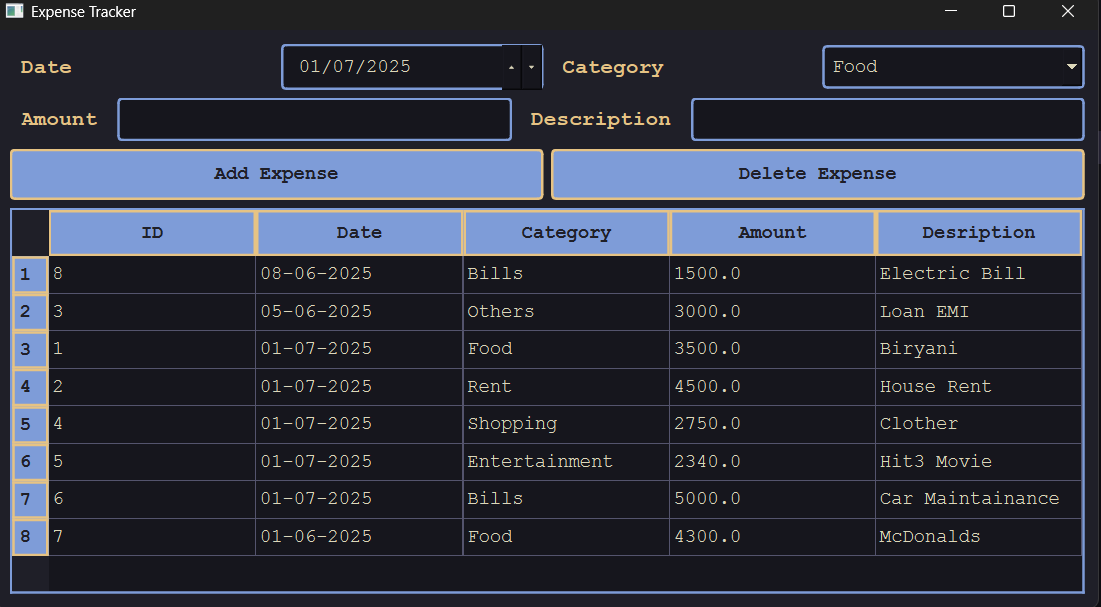 Expense Tracker
Date 01/07/2025 Category Food
Amount Description
Add Expense Delete Expense
ID Date Category Amount Desription
1 8 08-06-2025 Bills 1500.0 Electric Bill
2 3 05-06-2025 Others 3000.0 Loan EMI
3 1 01-07-2025 Food 3500.0 Biryani
4 2 01-07-2025 Rent 4500.0 House Rent
5 4 01-07-2025 Shopping 2750.0 Clother
6 5 01-07-2025 Entertainment 2340.0 Hit3 Movie
7 6 01-07-2025 Bills 5000.0 Car Maintainance
8 7 01-06-2025 Food 4300.0 McDonalds